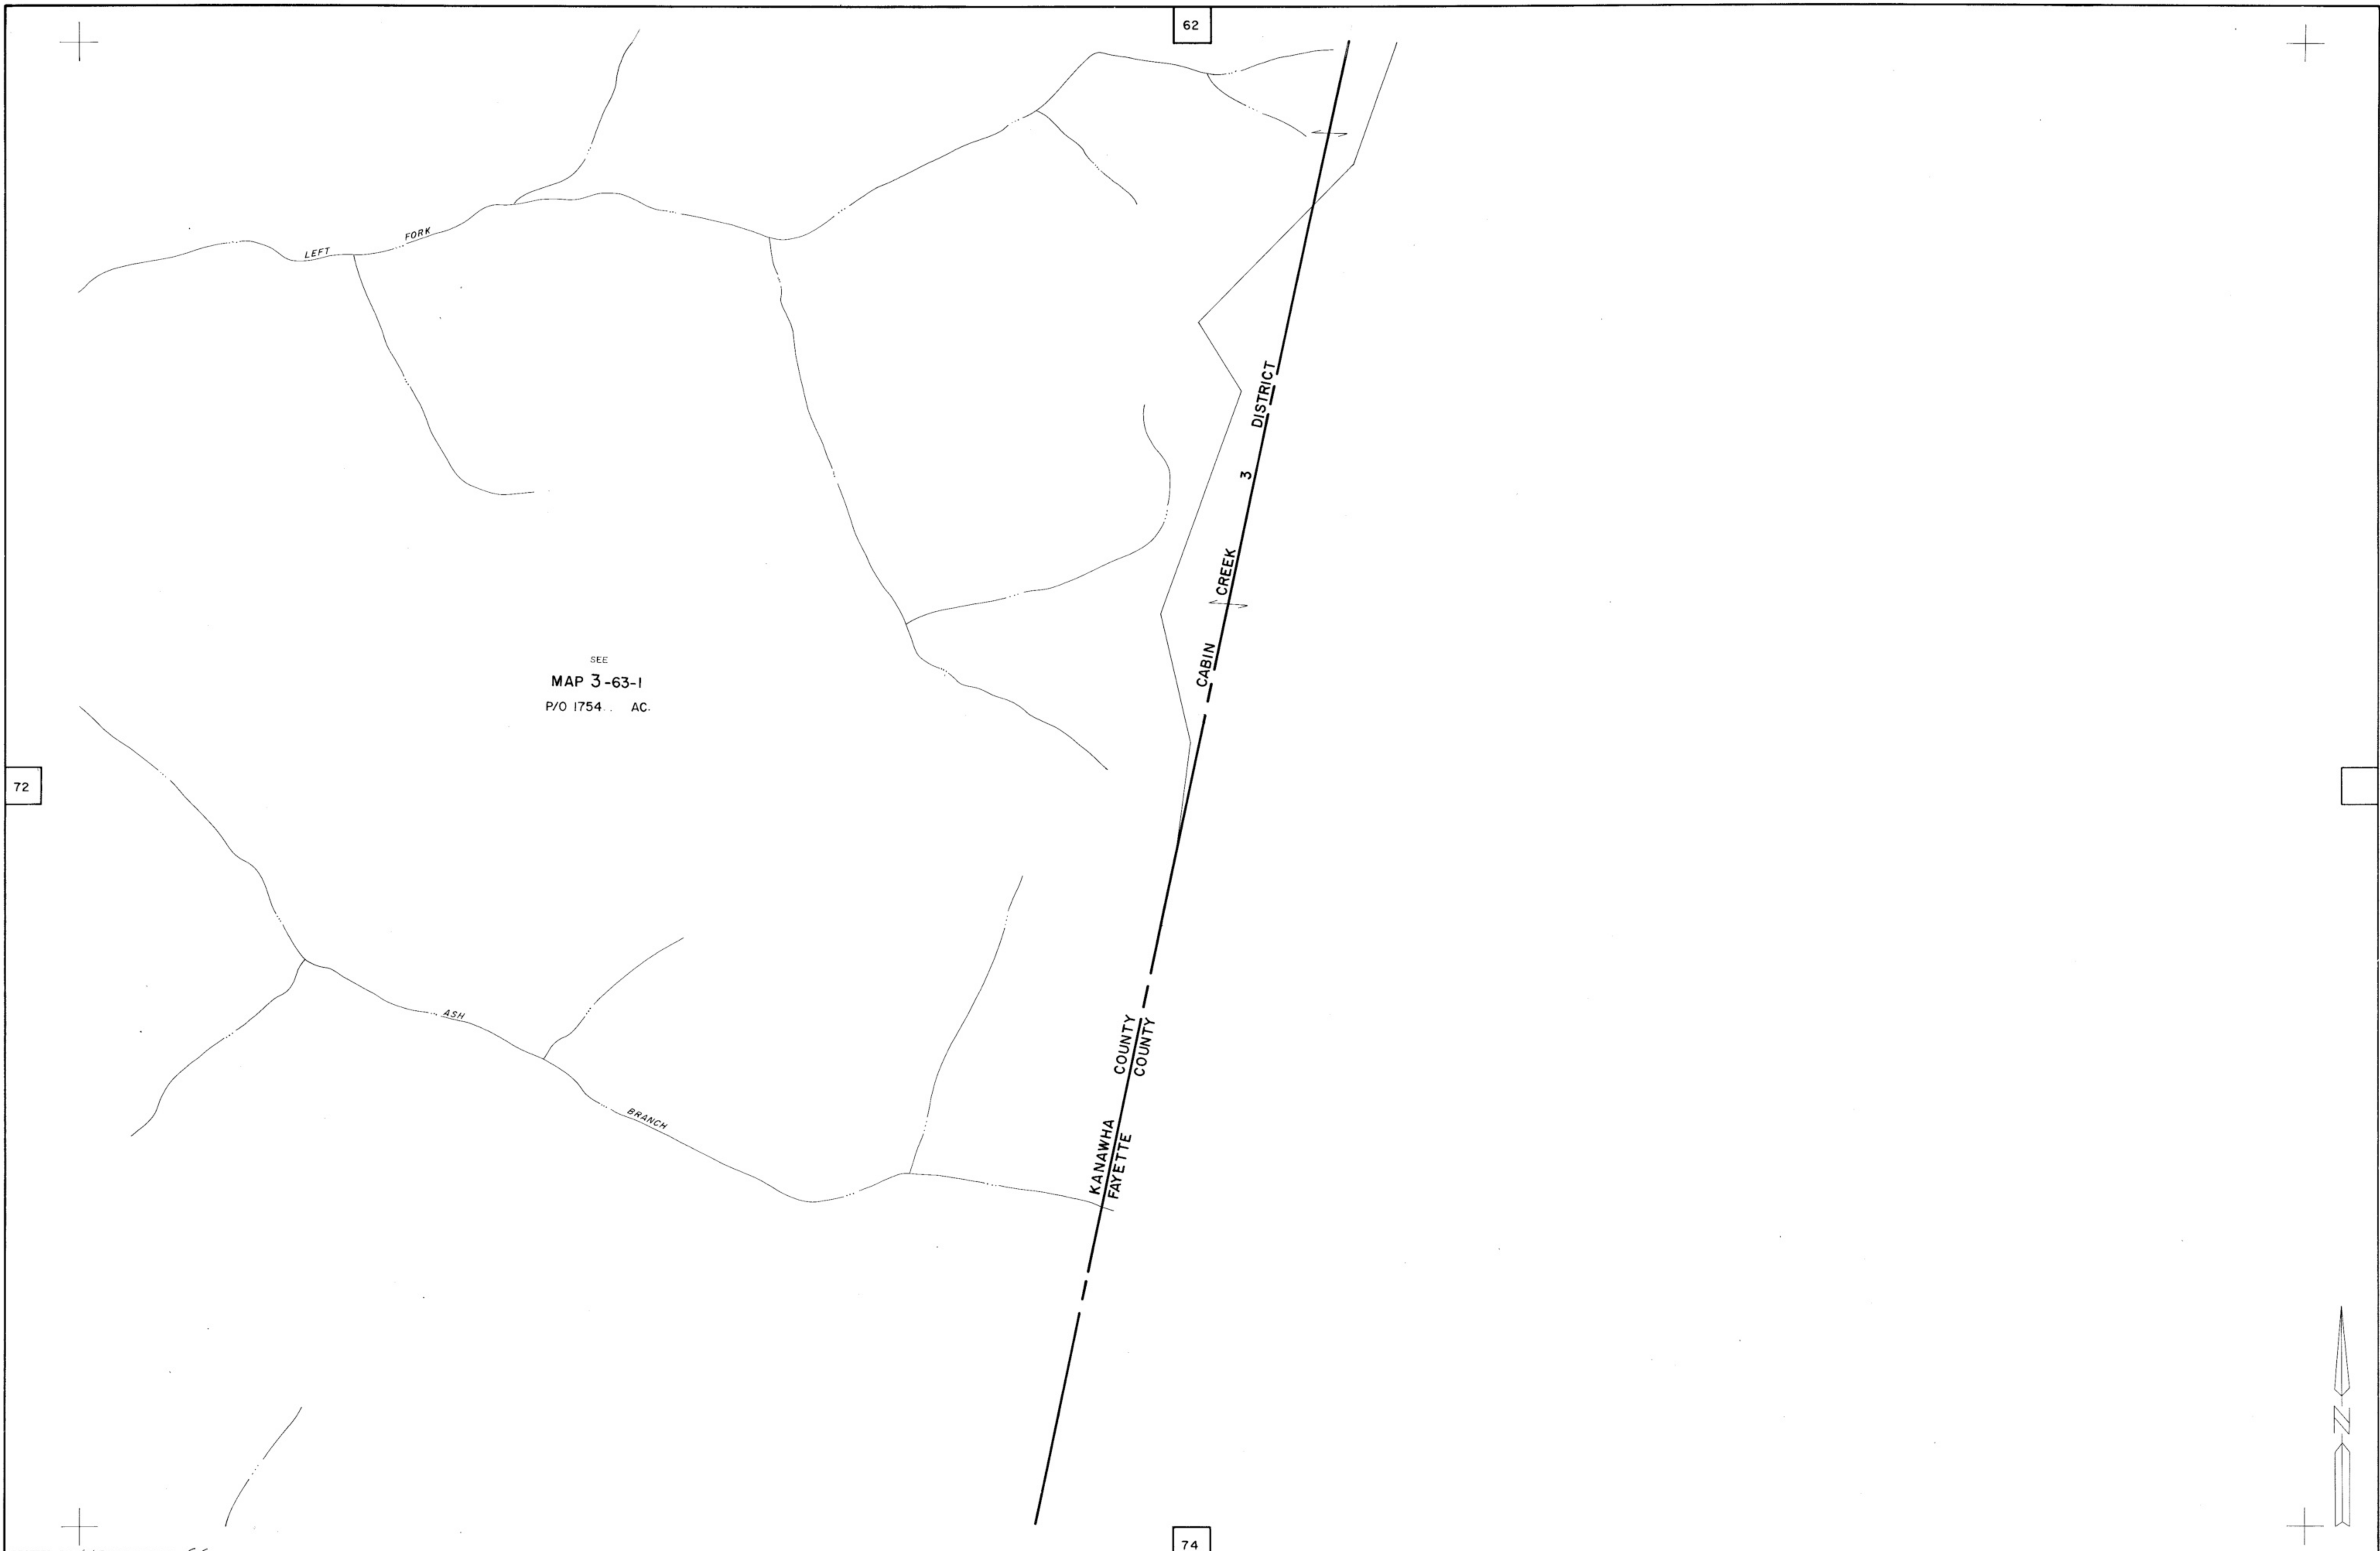 62
LEFT FORK
CABIN CREEK 3 DISTRICT
SEE
MAP 3-63-1
P/O 1754.. AC.
72
ASH BRANCH
KANAWHA COUNTY
FAYETTE COUNTY
N
74